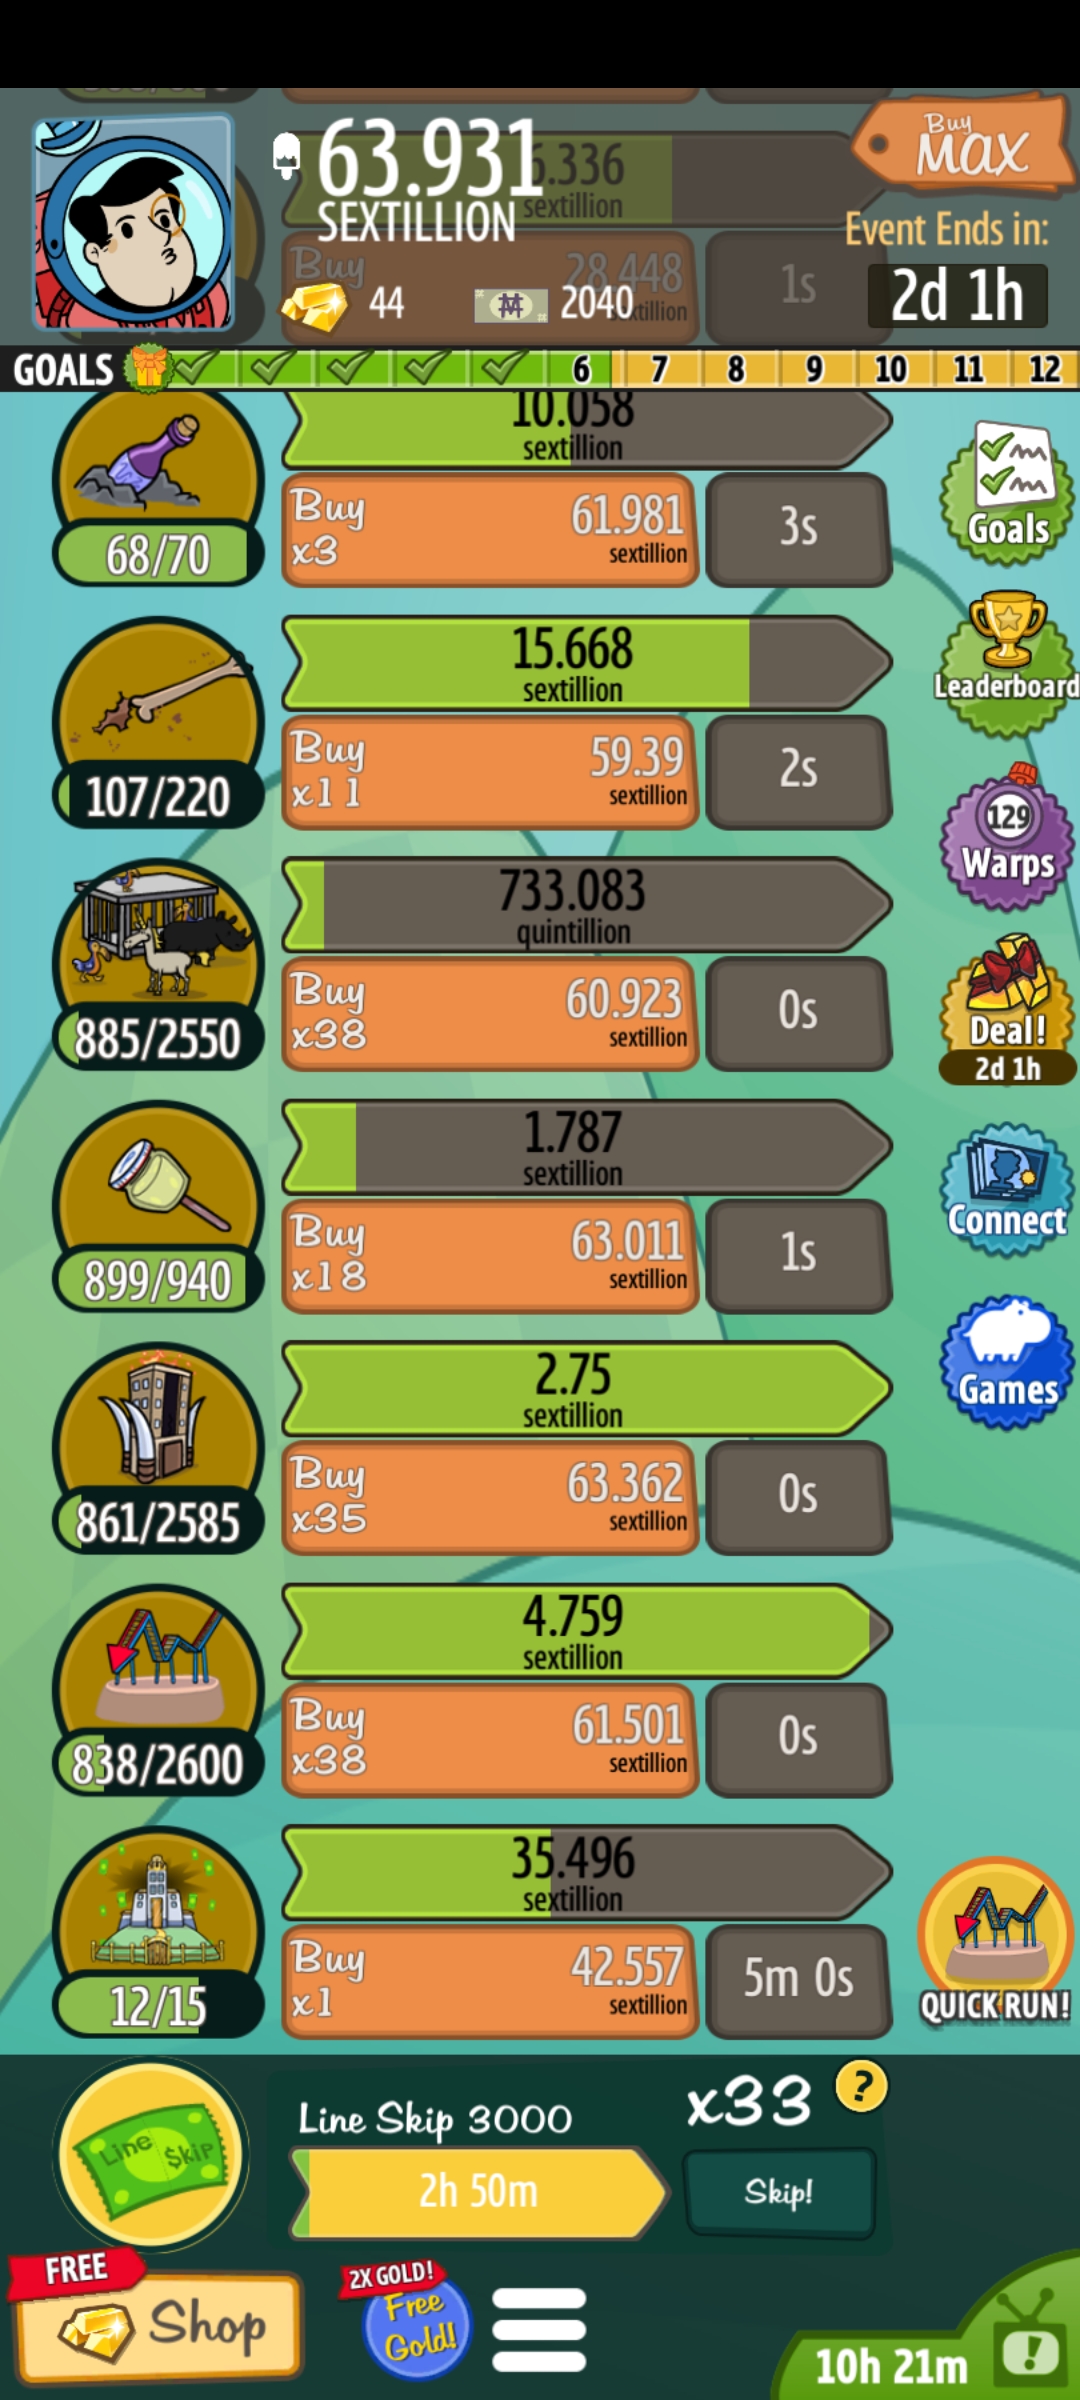 63.931
SEXTILLION
Buy
MAX
6.336
sextillion
Event Ends in:
2d 1h
Buy
28.448
1s
44
2040
GOALS
6
7
8
9
10
11
12
10.058
sextillion
Buy
x3
61.981
sextillion
3s
68/70
Goals
15.668
sextillion
Buy
x11
59.39
sextillion
2s
107/220
Leaderboard
129
Warps
733.083
quintillion
Buy
x38
60.923
sextillion
0s
885/2550
Deal!
2d 1h
1.787
sextillion
Buy
x18
63.011
sextillion
1s
899/940
Connect
2.75
sextillion
Buy
x35
63.362
sextillion
0s
861/2585
Games
4.759
sextillion
Buy
x38
61.501
sextillion
0s
838/2600
35.496
sextillion
Buy
x1
42.557
sextillion
5m 0s
12/15
QUICK RUN!
Line $kip
Line Skip 3000
x33
?
2h 50m
Skip!
FREE
Shop
2X GOLD!
Free
Gold!
10h 21m
!